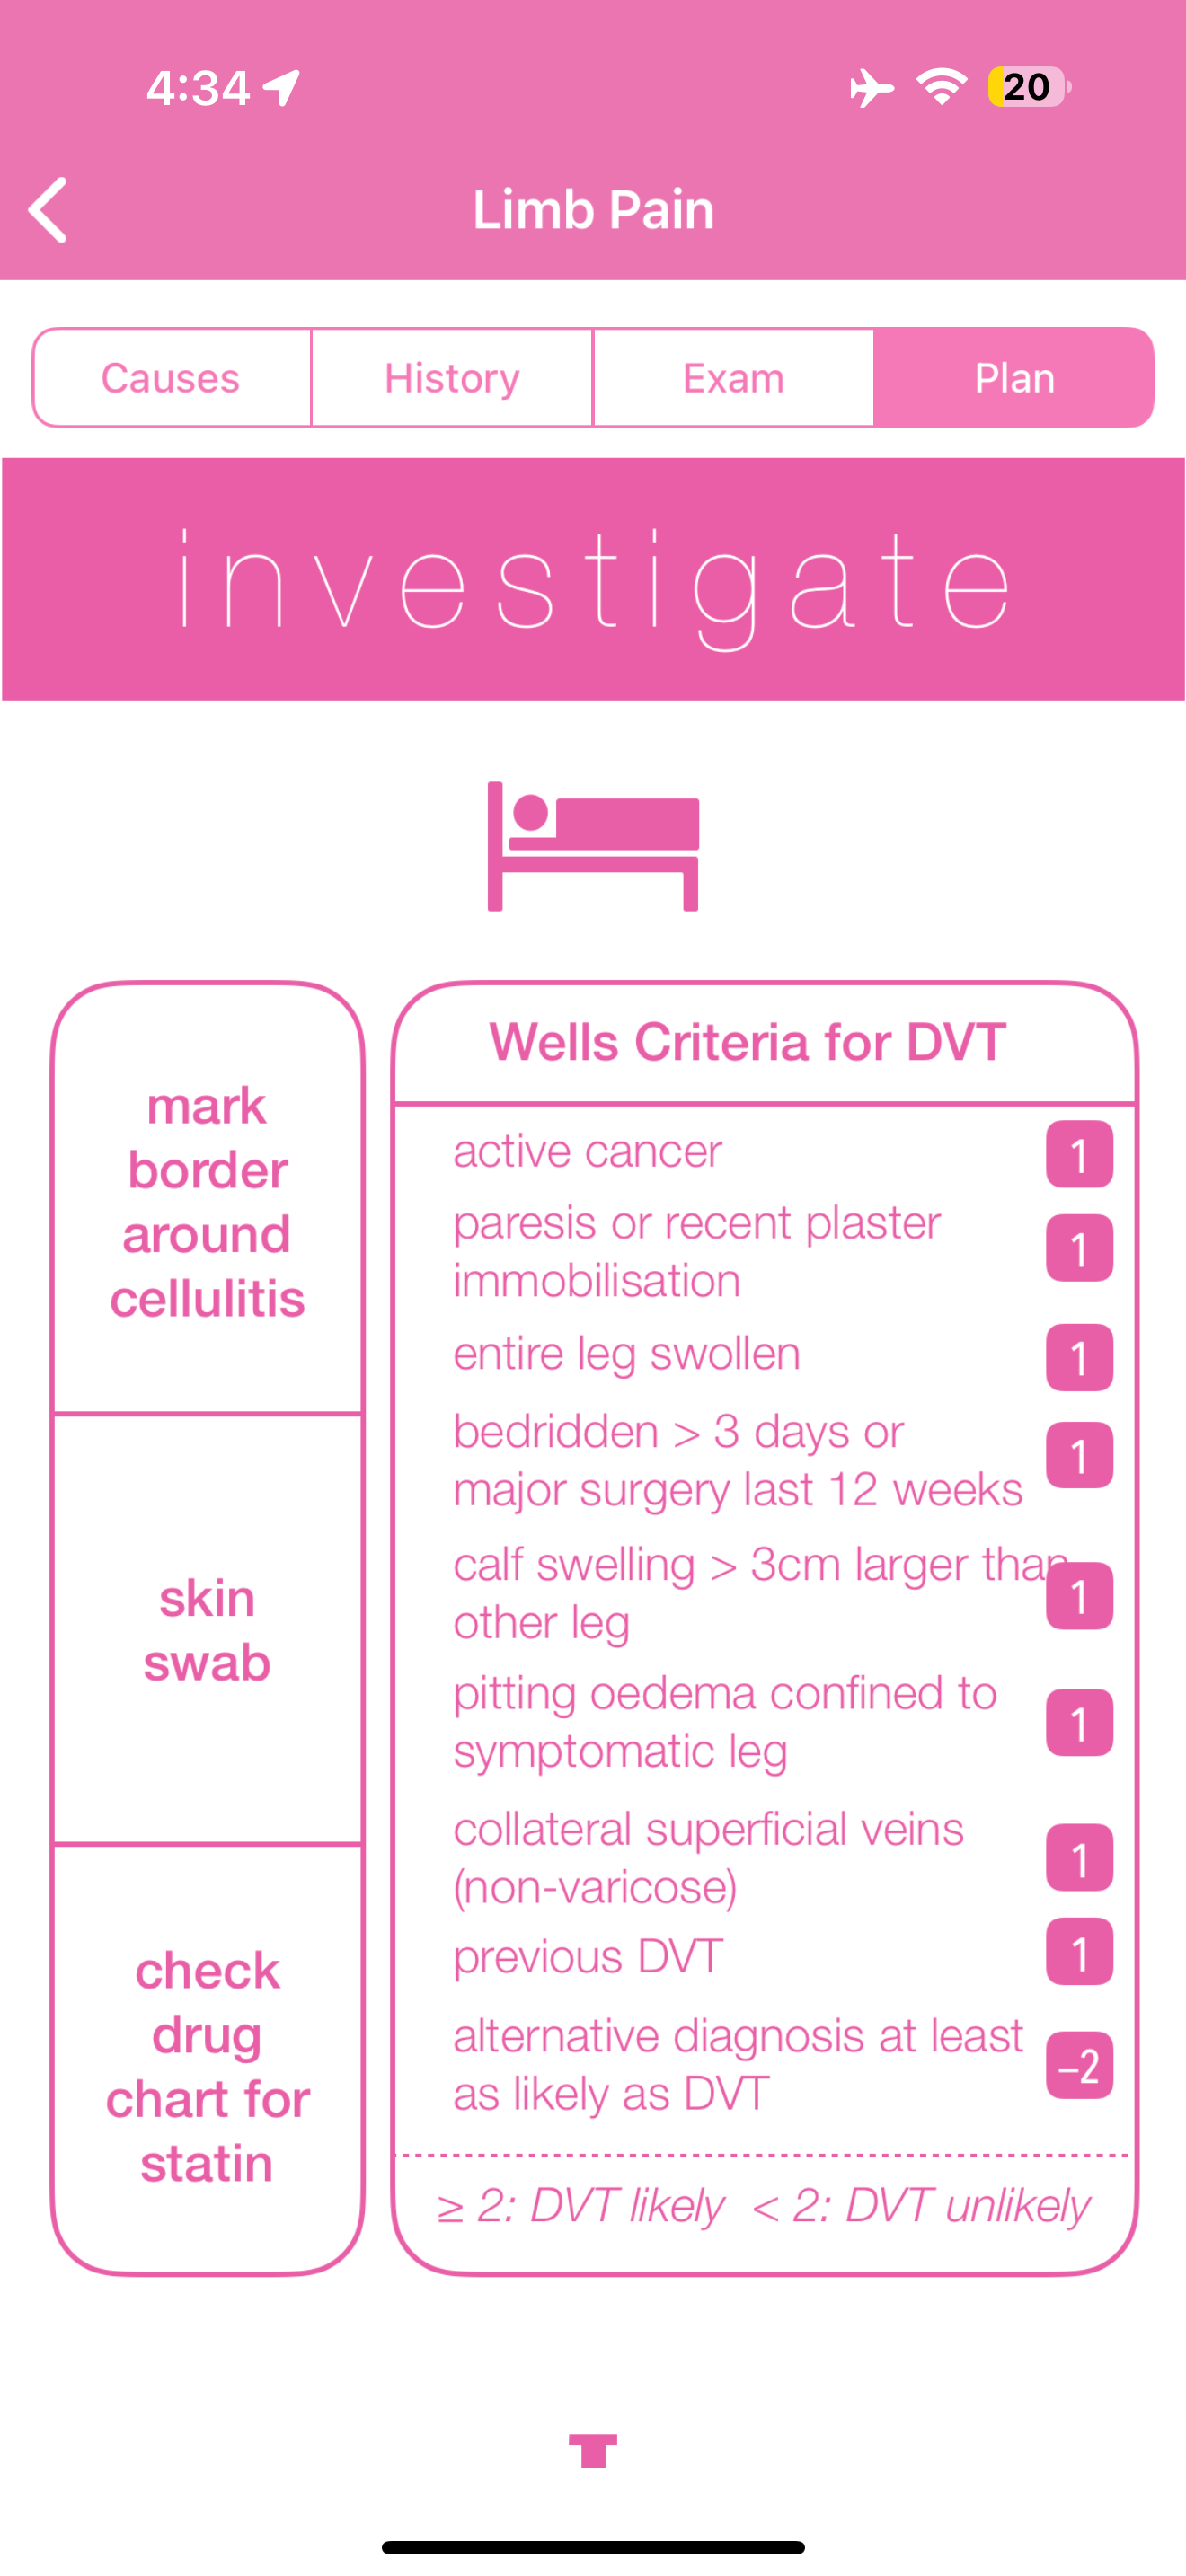 4:34
20
Limb Pain
Causes
History
Exam
Plan
investigate
mark
border
around
cellulitis
skin
swab
check
drug
chart for
statin
Wells Criteria for DVT
active cancer
1
paresis or recent plaster
immobilisation
1
entire leg swollen
1
bedridden > 3 days or
major surgery last 12 weeks
1
calf swelling > 3cm larger than
other leg
1
pitting oedema confined to
symptomatic leg
1
collateral superficial veins
(non-varicose)
1
previous DVT
1
alternative diagnosis at least
as likely as DVT
–2
≥ 2: DVT likely < 2: DVT unlikely